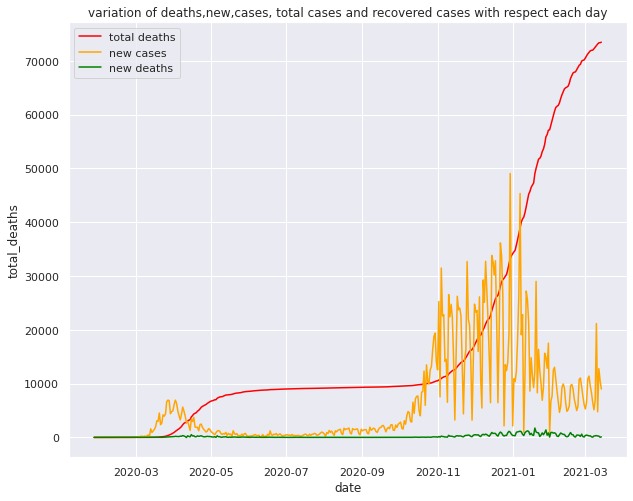 variation of deaths,new,cases, total cases and recovered cases with respect each day
total deaths
new cases
new deaths
total_deaths
70000
60000
50000
40000
30000
20000
10000
0
2020-03
2020-05
2020-07
2020-09
2020-11
2021-01
2021-03
date